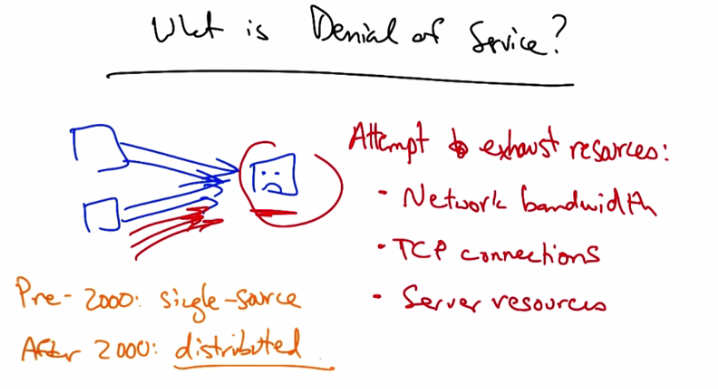 What is Denial of Service?
Attempt to exhaust resources:
• Network bandwidth
• TCP connections
• Server resources
Pre-2000: single-source
After 2000: distributed